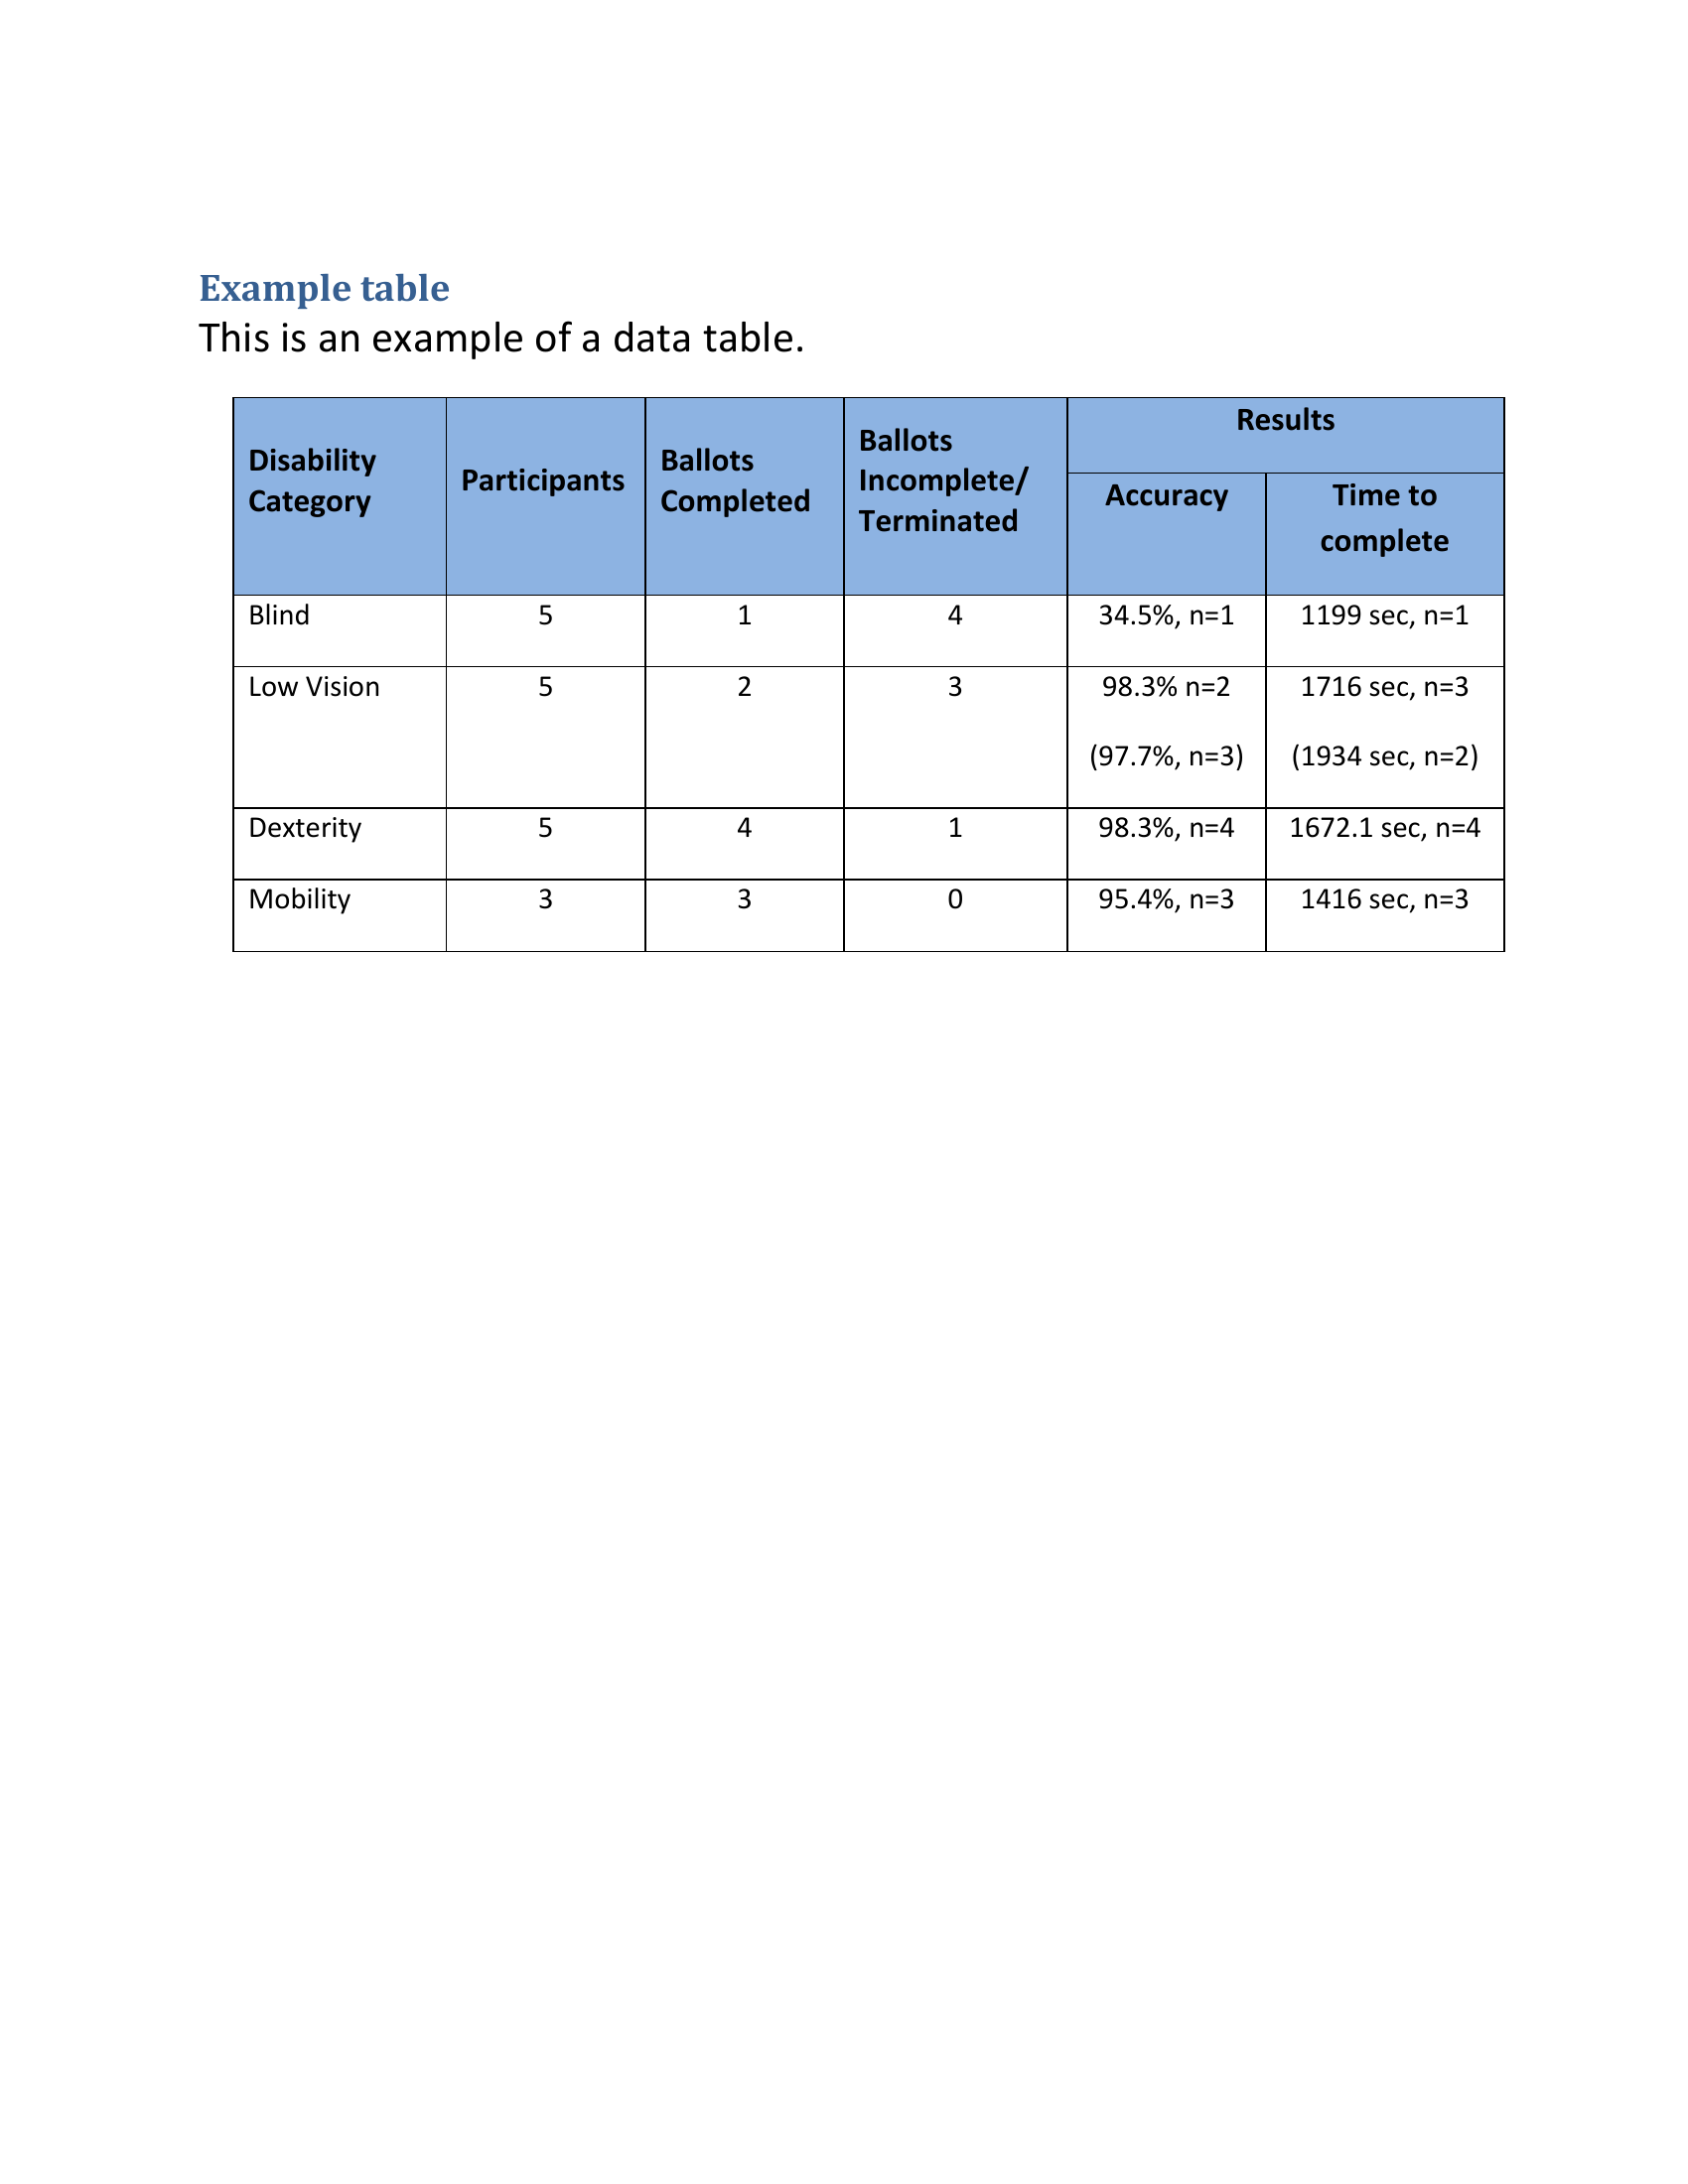 Example table
This is an example of a data table.
Disability
Category
Participants
Ballots
Completed
Ballots
Incomplete/
Terminated
Results
Accuracy
Time to
complete
Blind 5 1 4 34.5%, n=1 1199 sec, n=1
Low Vision 5 2 3 98.3% n=2 1716 sec, n=3
(97.7%, n=3) (1934 sec, n=2)
Dexterity 5 4 1 98.3%, n=4 1672.1 sec, n=4
Mobility 3 3 0 95.4%, n=3 1416 sec, n=3